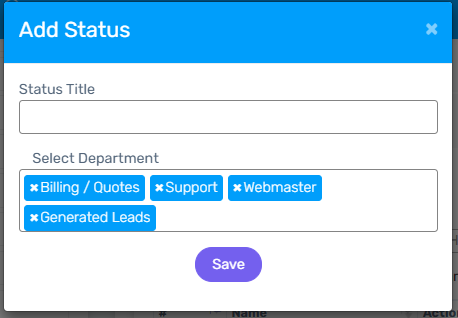 Add Status
×
Status Title
Select Department
×Billing / Quotes ×Support ×Webmaster
×Generated Leads
Save
# Name Actio